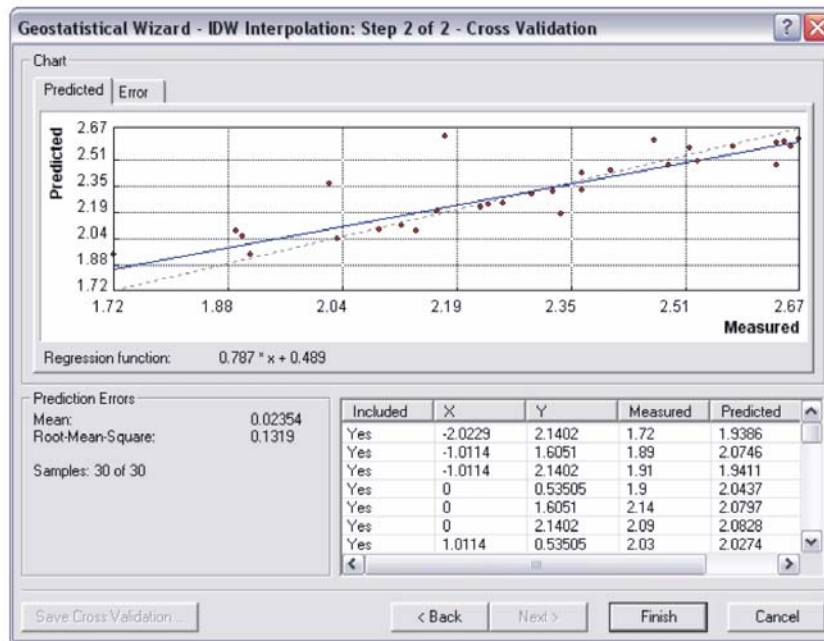 Geostatistical Wizard - IDW Interpolation: Step 2 of 2 - Cross Validation
Chart
Predicted Error
Predicted
2.67
2.51
2.35
2.19
2.04
1.88
1.72
1.72 1.88 2.04 2.19 2.35 2.51 2.67
Measured
Regression function: 0.787 * x + 0.489
Prediction Errors
Mean: 0.02354
Root-Mean-Square: 0.1319
Samples: 30 of 30
Included X Y Measured Predicted
Yes -2.0229 2.1402 1.72 1.9386
Yes -1.0114 1.6051 1.89 2.0746
Yes -1.0114 2.1402 1.91 1.9411
Yes 0 0.53505 1.9 2.0437
Yes 0 1.6051 2.14 2.0797
Yes 0 2.1402 2.09 2.0828
Yes 1.0114 0.53505 2.03 2.0274
Save Cross Validation... < Back Next > Finish Cancel